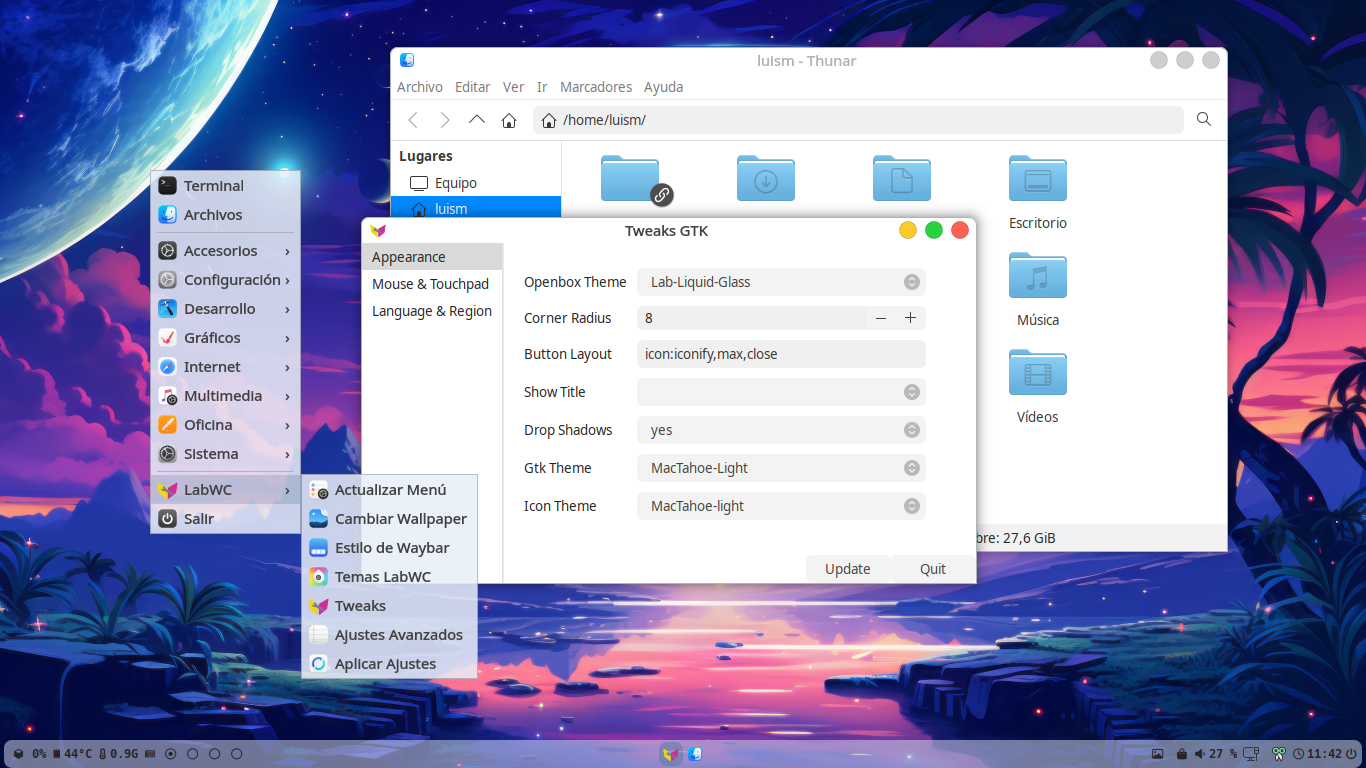 luism - Thunar
Archivo Editar Ver Ir Marcadores Ayuda
/home/luism/
Lugares
Equipo
luism
Escritorio
Música
Vídeos
bre: 27,6 GiB
Terminal
Archivos
Accesorios
Configuración
Desarrollo
Gráficos
Internet
Multimedia
Oficina
Sistema
LabWC
Salir
Actualizar Menú
Cambiar Wallpaper
Estilo de Waybar
Temas LabWC
Tweaks
Ajustes Avanzados
Aplicar Ajustes
Tweaks GTK
Appearance
Mouse & Touchpad
Language & Region
Openbox Theme Lab-Liquid-Glass
Corner Radius 8
Button Layout icon:iconify,max,close
Show Title
Drop Shadows yes
Gtk Theme MacTahoe-Light
Icon Theme MacTahoe-light
Update Quit
0% 44°C 0.9G 27 % 11:42